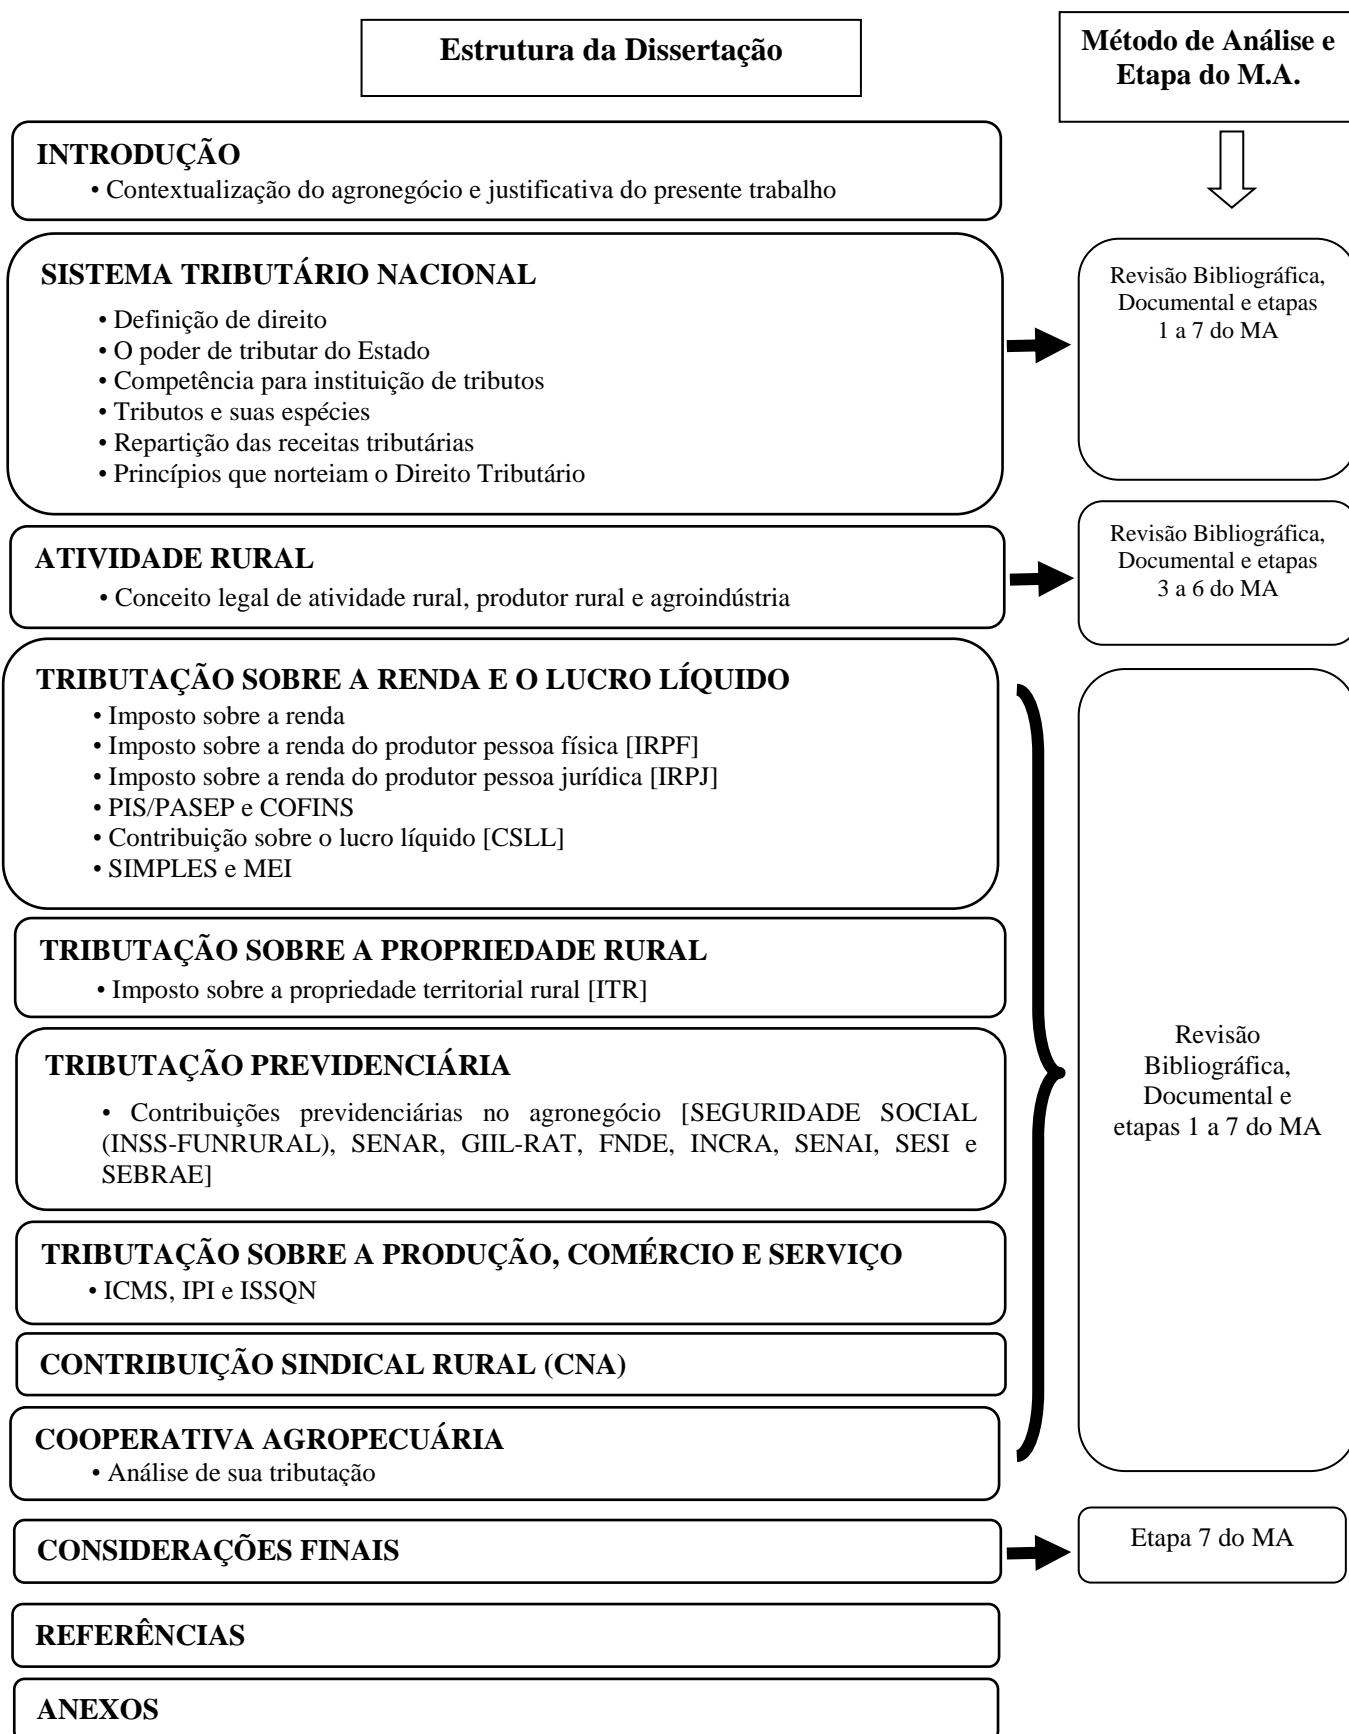 Estrutura da Dissertação
Método de Análise e
Etapa do M.A.
INTRODUÇÃO
• Contextualização do agronegócio e justificativa do presente trabalho
SISTEMA TRIBUTÁRIO NACIONAL
• Definição de direito
• O poder de tributar do Estado
• Competência para instituição de tributos
• Tributos e suas espécies
• Repartição das receitas tributárias
• Princípios que norteiam o Direito Tributário
Revisão Bibliográfica,
Documental e etapas
1 a 7 do MA
ATIVIDADE RURAL
• Conceito legal de atividade rural, produtor rural e agroindústria
Revisão Bibliográfica,
Documental e etapas
3 a 6 do MA
TRIBUTAÇÃO SOBRE A RENDA E O LUCRO LÍQUIDO
• Imposto sobre a renda
• Imposto sobre a renda do produtor pessoa física [IRPF]
• Imposto sobre a renda do produtor pessoa jurídica [IRPJ]
• PIS/PASEP e COFINS
• Contribuição sobre o lucro líquido [CSLL]
• SIMPLES e MEI
TRIBUTAÇÃO SOBRE A PROPRIEDADE RURAL
• Imposto sobre a propriedade territorial rural [ITR]
TRIBUTAÇÃO PREVIDENCIÁRIA
• Contribuições previdenciárias no agronegócio [SEGURIDADE SOCIAL
(INSS-FUNRURAL), SENAR, GIIL-RAT, FNDE, INCRA, SENAI, SESI e
SEBRAE]
TRIBUTAÇÃO SOBRE A PRODUÇÃO, COMÉRCIO E SERVIÇO
• ICMS, IPI e ISSQN
CONTRIBUIÇÃO SINDICAL RURAL (CNA)
COOPERATIVA AGROPECUÁRIA
• Análise de sua tributação
Revisão
Bibliográfica,
Documental e
etapas 1 a 7 do MA
CONSIDERAÇÕES FINAIS
Etapa 7 do MA
REFERÊNCIAS
ANEXOS